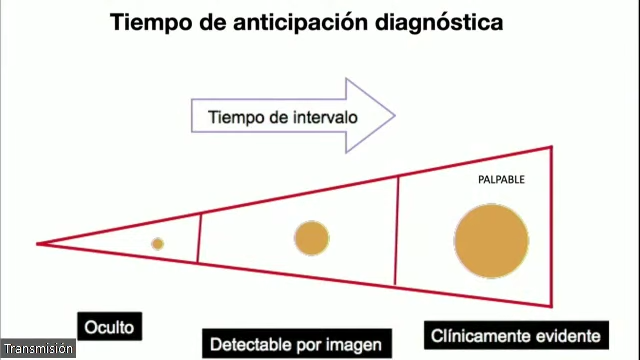 Tiempo de anticipación diagnóstica
Tiempo de intervalo
PALPABLE
Oculto
Detectable por imagen
Clínicamente evidente
Transmisión